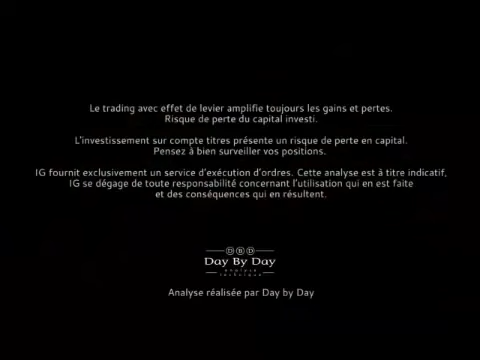 Le trading avec effet de levier amplifie toujours les gains et pertes.
Risque de perte du capital investi.
L'investissement sur compte titres présente un risque de perte en capital.
Pensez à bien surveiller vos positions.
IG fournit exclusivement un service d'exécution d'ordres. Cette analyse est à titre indicatif,
IG se dégage de toute responsabilité concernant l'utilisation qui en est faite
et des conséquences qui en résultent.
DBD
Day By Day
analyse
technique
Analyse réalisée par Day by Day